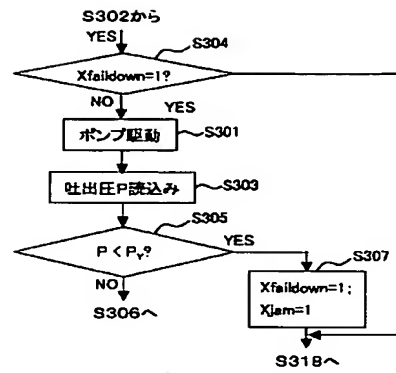 S302から
YES
S304
Xfaildown=1?
NO
YES
ポンプ駆動
S301
吐出圧P読込み
S303
S305
P<Pγ?
YES
NO
S307
S306へ
Xfaildown=1;
Xjam=1
S318へ